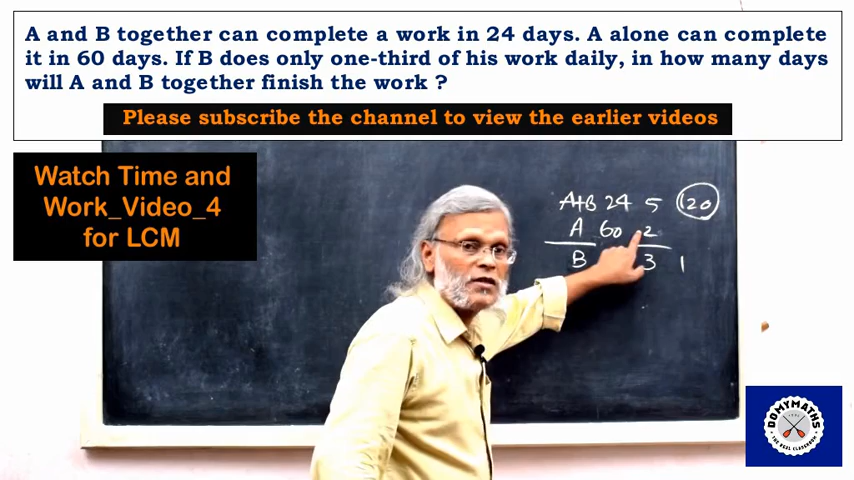 A and B together can complete a work in 24 days. A alone can complete
it in 60 days. If B does only one-third of his work daily, in how many days
will A and B together finish the work ?
Please subscribe the channel to view the earlier videos
Watch Time and
Work_Video_4
for LCM
A+B 24 5 120
A 60 2
B 3 1
DOMYMATHS